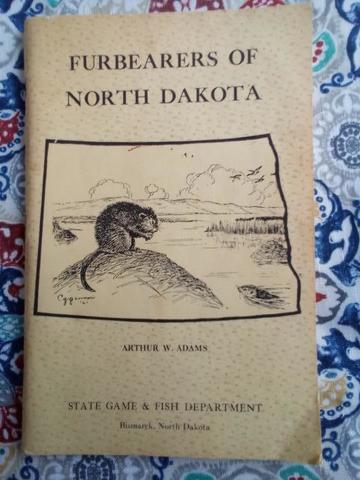 FURBEARERS OF
NORTH DAKOTA
ARTHUR W. ADAMS
STATE GAME & FISH DEPARTMENT
Bismarck, North Dakota